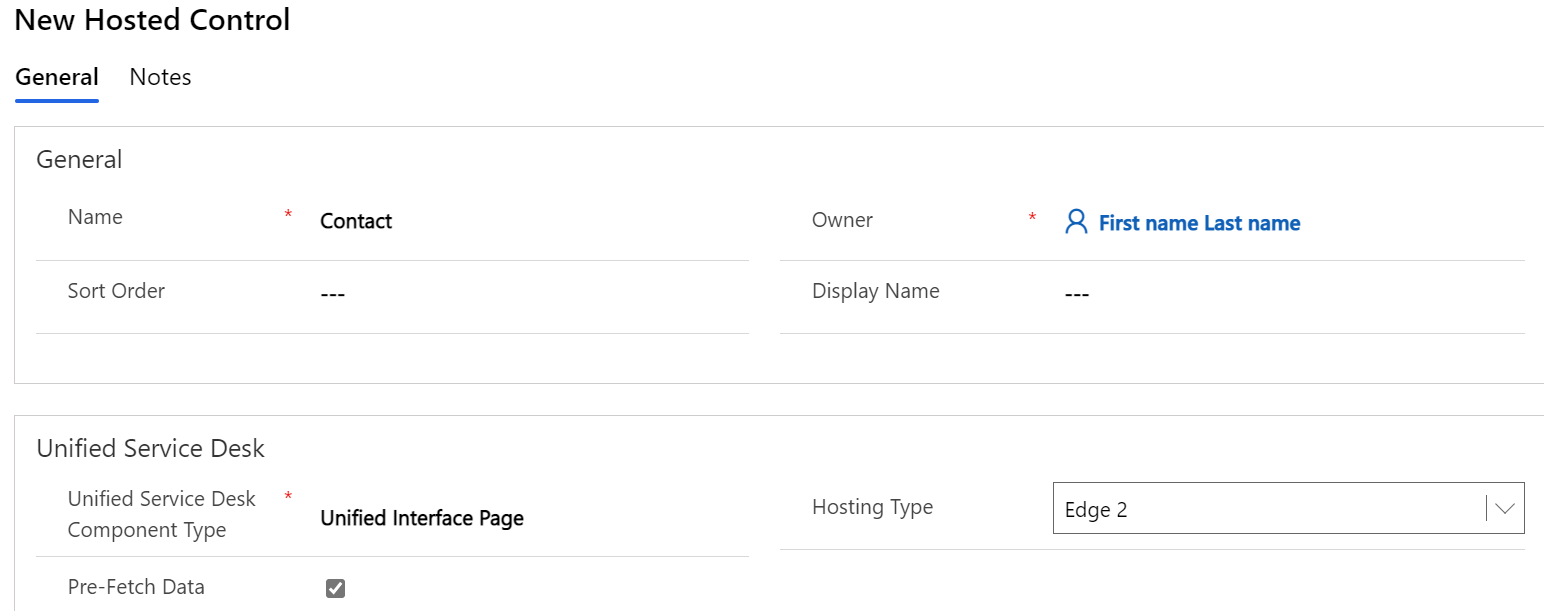 New Hosted Control
General Notes
General
Name * Contact
Owner * First name Last name
Sort Order ---
Display Name ---
Unified Service Desk
Unified Service Desk *
Component Type
Unified Interface Page
Hosting Type Edge 2
Pre-Fetch Data